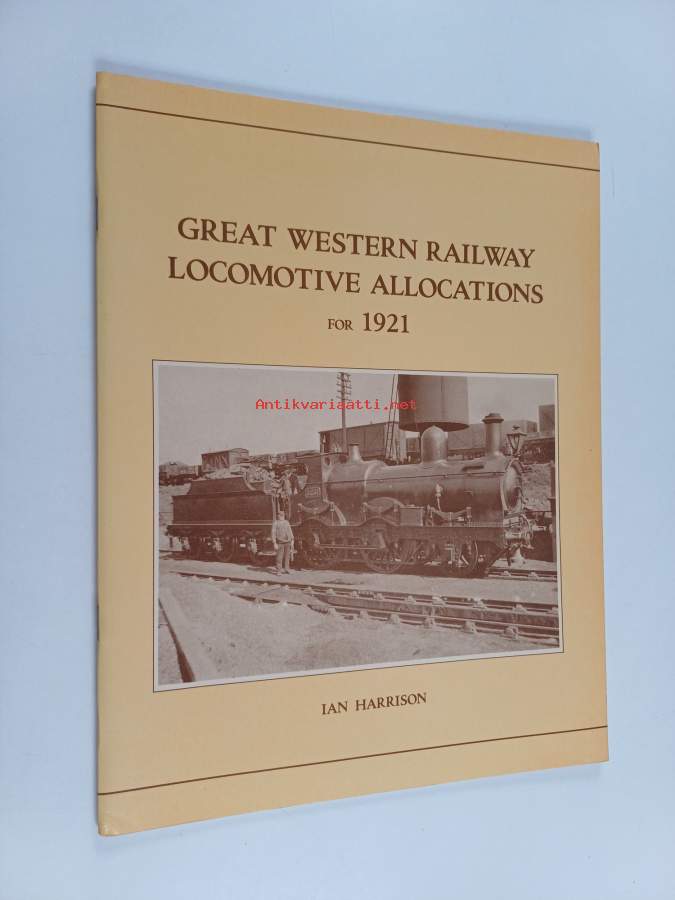 GREAT WESTERN RAILWAY
LOCOMOTIVE ALLOCATIONS
FOR 1921
Antikvariaatti.net
IAN HARRISON